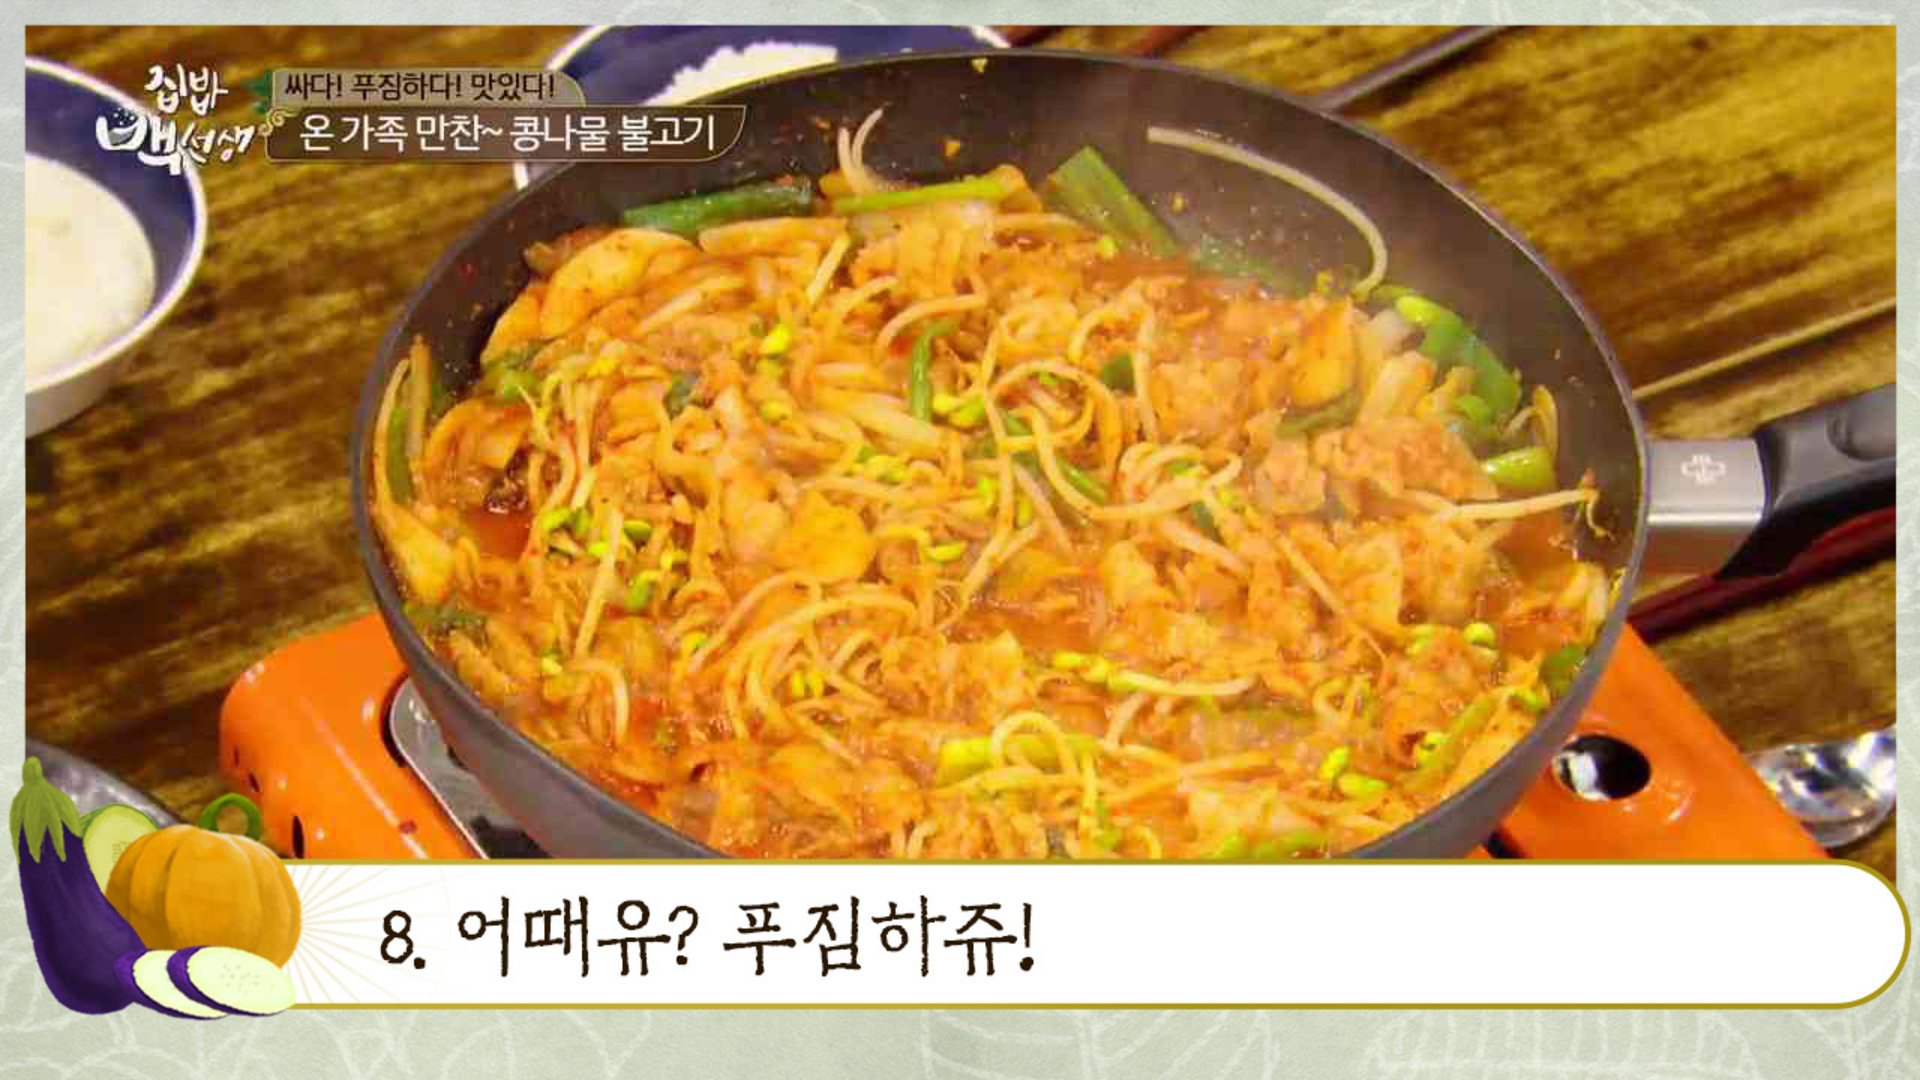 집밥
백선생
싸다! 푸짐하다! 맛있다!
온 가족 만찬~ 콩나물 불고기
8. 어때유? 푸짐하쥬!